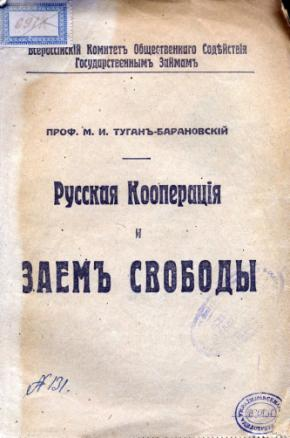 Всероссійскій Комитетъ Общественнаго Содѣйствія
Государственнымъ Займамъ
ПРОФ. М. И. ТУГАНЪ-БАРАНОВСКІЙ
Русская Кооперація
и
ЗАЕМЪ СВОБОДЫ
№ 131.